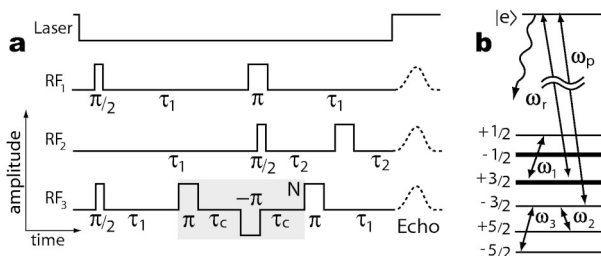 a
Laser
RF1
π/2 τ1 π τ1
RF2
τ1 π/2 τ2 τ2
RF3
π/2 τ1 π τc −π τc N π τ1
Echo
amplitude
time
b
|e>
ωp
ωr
+1/2
-1/2
+3/2
-3/2
+5/2
-5/2
ω1
ω3 ω2